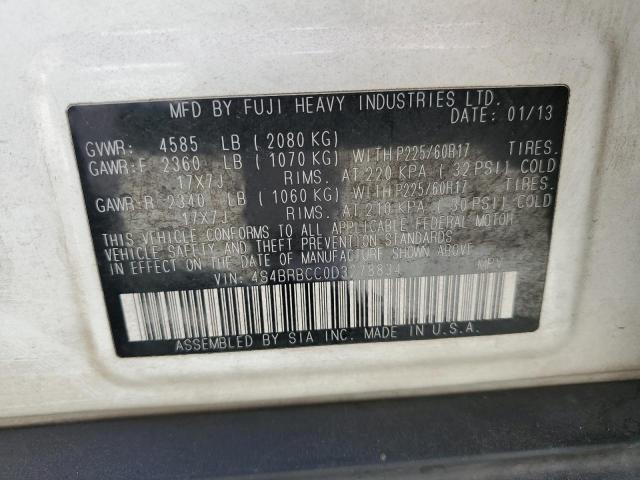 MFD BY FUJI HEAVY INDUSTRIES LTD.
DATE: 01/13
GVWR: 4585 LB (2080 KG)
GAWR:F 2360 LB (1070 KG) WITH P225/60R17 TIRES.
17X7J RIMS. AT 220 KPA (32 PSI) COLD
GAWR:R 2340 LB (1060 KG) WITH P225/60R17 TIRES.
17X7J RIMS. AT 210 KPA (30 PSI) COLD
THIS VEHICLE CONFORMS TO ALL APPLICABLE FEDERAL MOTOR
VEHICLE SAFETY AND THEFT PREVENTION STANDARDS
IN EFFECT ON THE DATE OF MANUFACTURE SHOWN ABOVE.
VIN: MPV
ASSEMBLED BY SIA INC. MADE IN U.S.A.